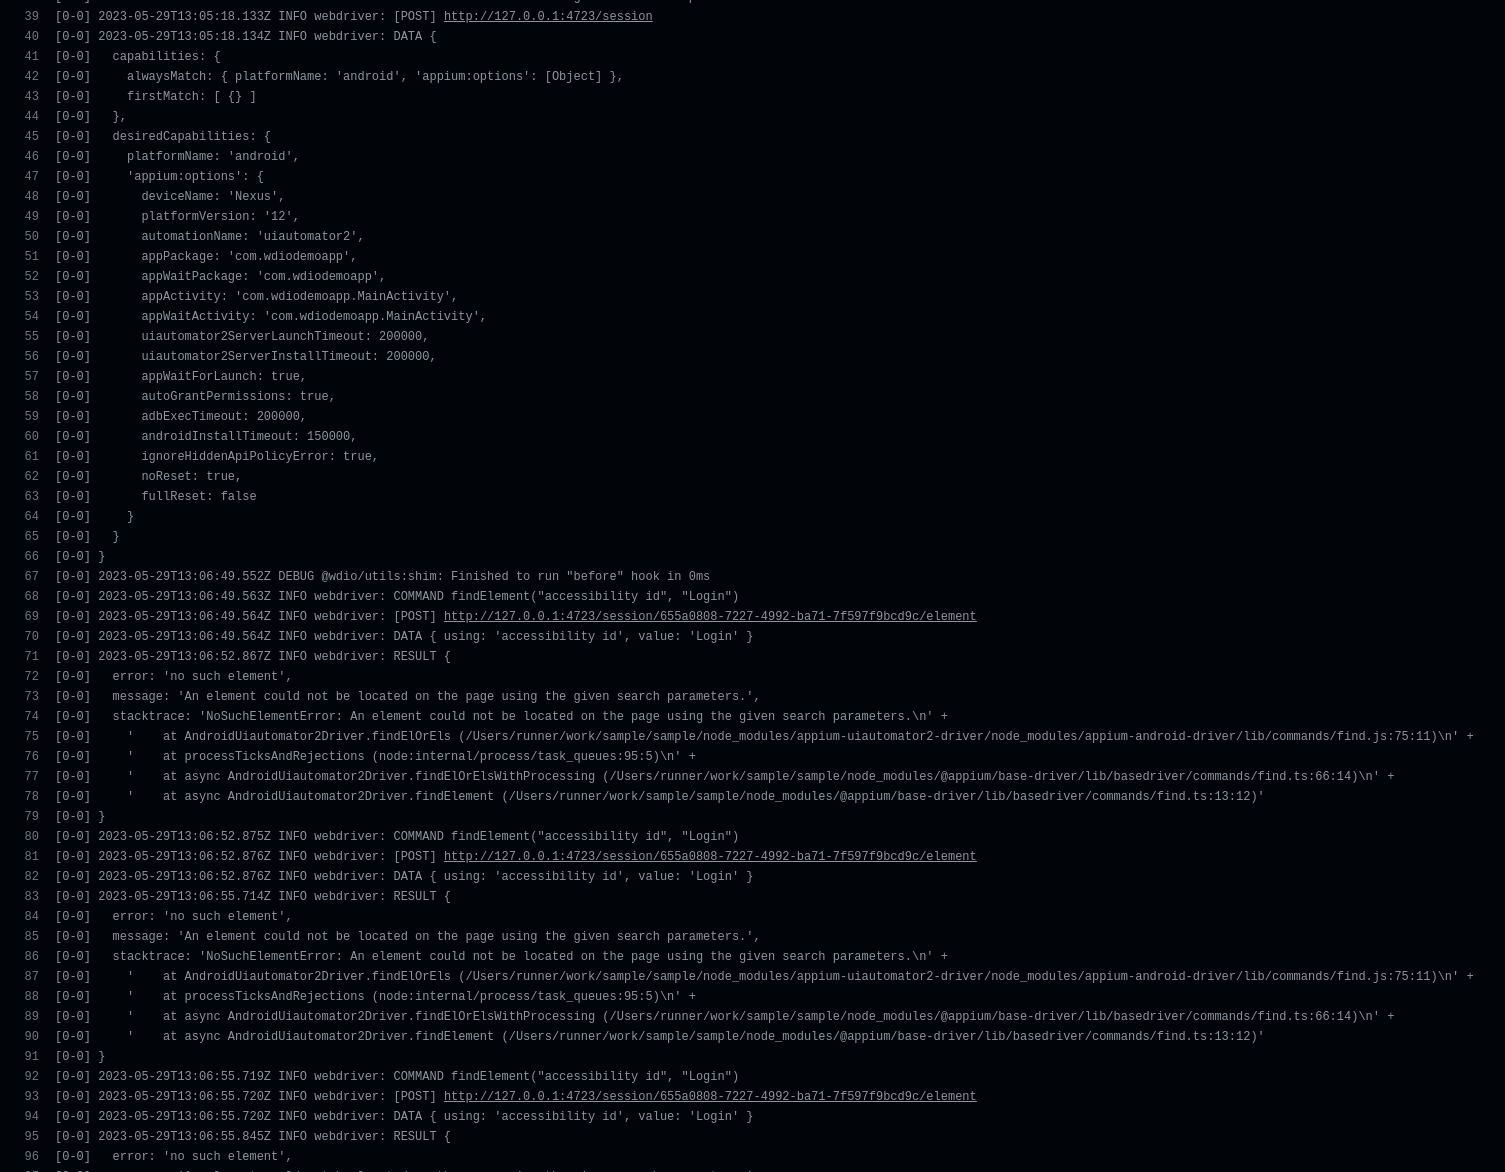 39 [0-0] 2023-05-29T13:05:18.133Z INFO webdriver: [POST] http://127.0.0.1:4723/session
40 [0-0] 2023-05-29T13:05:18.134Z INFO webdriver: DATA {
41 [0-0]   capabilities: {
42 [0-0]     alwaysMatch: { platformName: 'android', 'appium:options': [Object] },
43 [0-0]     firstMatch: [ {} ]
44 [0-0]   },
45 [0-0]   desiredCapabilities: {
46 [0-0]     platformName: 'android',
47 [0-0]     'appium:options': {
48 [0-0]       deviceName: 'Nexus',
49 [0-0]       platformVersion: '12',
50 [0-0]       automationName: 'uiautomator2',
51 [0-0]       appPackage: 'com.wdiodemoapp',
52 [0-0]       appWaitPackage: 'com.wdiodemoapp',
53 [0-0]       appActivity: 'com.wdiodemoapp.MainActivity',
54 [0-0]       appWaitActivity: 'com.wdiodemoapp.MainActivity',
55 [0-0]       uiautomator2ServerLaunchTimeout: 200000,
56 [0-0]       uiautomator2ServerInstallTimeout: 200000,
57 [0-0]       appWaitForLaunch: true,
58 [0-0]       autoGrantPermissions: true,
59 [0-0]       adbExecTimeout: 200000,
60 [0-0]       androidInstallTimeout: 150000,
61 [0-0]       ignoreHiddenApiPolicyError: true,
62 [0-0]       noReset: true,
63 [0-0]       fullReset: false
64 [0-0]     }
65 [0-0]   }
66 [0-0] }
67 [0-0] 2023-05-29T13:06:49.552Z DEBUG @wdio/utils:shim: Finished to run "before" hook in 0ms
68 [0-0] 2023-05-29T13:06:49.563Z INFO webdriver: COMMAND findElement("accessibility id", "Login")
69 [0-0] 2023-05-29T13:06:49.564Z INFO webdriver: [POST] http://127.0.0.1:4723/session/655a0808-7227-4992-ba71-7f597f9bcd9c/element
70 [0-0] 2023-05-29T13:06:49.564Z INFO webdriver: DATA { using: 'accessibility id', value: 'Login' }
71 [0-0] 2023-05-29T13:06:52.867Z INFO webdriver: RESULT {
72 [0-0]   error: 'no such element',
73 [0-0]   message: 'An element could not be located on the page using the given search parameters.',
74 [0-0]   stacktrace: 'NoSuchElementError: An element could not be located on the page using the given search parameters.\n' +
75 [0-0]     '    at AndroidUiautomator2Driver.findElOrEls (/Users/runner/work/sample/sample/node_modules/appium-uiautomator2-driver/node_modules/appium-android-driver/lib/commands/find.js:75:11)\n' +
76 [0-0]     '    at processTicksAndRejections (node:internal/process/task_queues:95:5)\n' +
77 [0-0]     '    at async AndroidUiautomator2Driver.findElOrElsWithProcessing (/Users/runner/work/sample/sample/node_modules/@appium/base-driver/lib/basedriver/commands/find.ts:66:14)\n' +
78 [0-0]     '    at async AndroidUiautomator2Driver.findElement (/Users/runner/work/sample/sample/node_modules/@appium/base-driver/lib/basedriver/commands/find.ts:13:12)'
79 [0-0] }
80 [0-0] 2023-05-29T13:06:52.875Z INFO webdriver: COMMAND findElement("accessibility id", "Login")
81 [0-0] 2023-05-29T13:06:52.876Z INFO webdriver: [POST] http://127.0.0.1:4723/session/655a0808-7227-4992-ba71-7f597f9bcd9c/element
82 [0-0] 2023-05-29T13:06:52.876Z INFO webdriver: DATA { using: 'accessibility id', value: 'Login' }
83 [0-0] 2023-05-29T13:06:55.714Z INFO webdriver: RESULT {
84 [0-0]   error: 'no such element',
85 [0-0]   message: 'An element could not be located on the page using the given search parameters.',
86 [0-0]   stacktrace: 'NoSuchElementError: An element could not be located on the page using the given search parameters.\n' +
87 [0-0]     '    at AndroidUiautomator2Driver.findElOrEls (/Users/runner/work/sample/sample/node_modules/appium-uiautomator2-driver/node_modules/appium-android-driver/lib/commands/find.js:75:11)\n' +
88 [0-0]     '    at processTicksAndRejections (node:internal/process/task_queues:95:5)\n' +
89 [0-0]     '    at async AndroidUiautomator2Driver.findElOrElsWithProcessing (/Users/runner/work/sample/sample/node_modules/@appium/base-driver/lib/basedriver/commands/find.ts:66:14)\n' +
90 [0-0]     '    at async AndroidUiautomator2Driver.findElement (/Users/runner/work/sample/sample/node_modules/@appium/base-driver/lib/basedriver/commands/find.ts:13:12)'
91 [0-0] }
92 [0-0] 2023-05-29T13:06:55.719Z INFO webdriver: COMMAND findElement("accessibility id", "Login")
93 [0-0] 2023-05-29T13:06:55.720Z INFO webdriver: [POST] http://127.0.0.1:4723/session/655a0808-7227-4992-ba71-7f597f9bcd9c/element
94 [0-0] 2023-05-29T13:06:55.720Z INFO webdriver: DATA { using: 'accessibility id', value: 'Login' }
95 [0-0] 2023-05-29T13:06:55.845Z INFO webdriver: RESULT {
96 [0-0]   error: 'no such element',